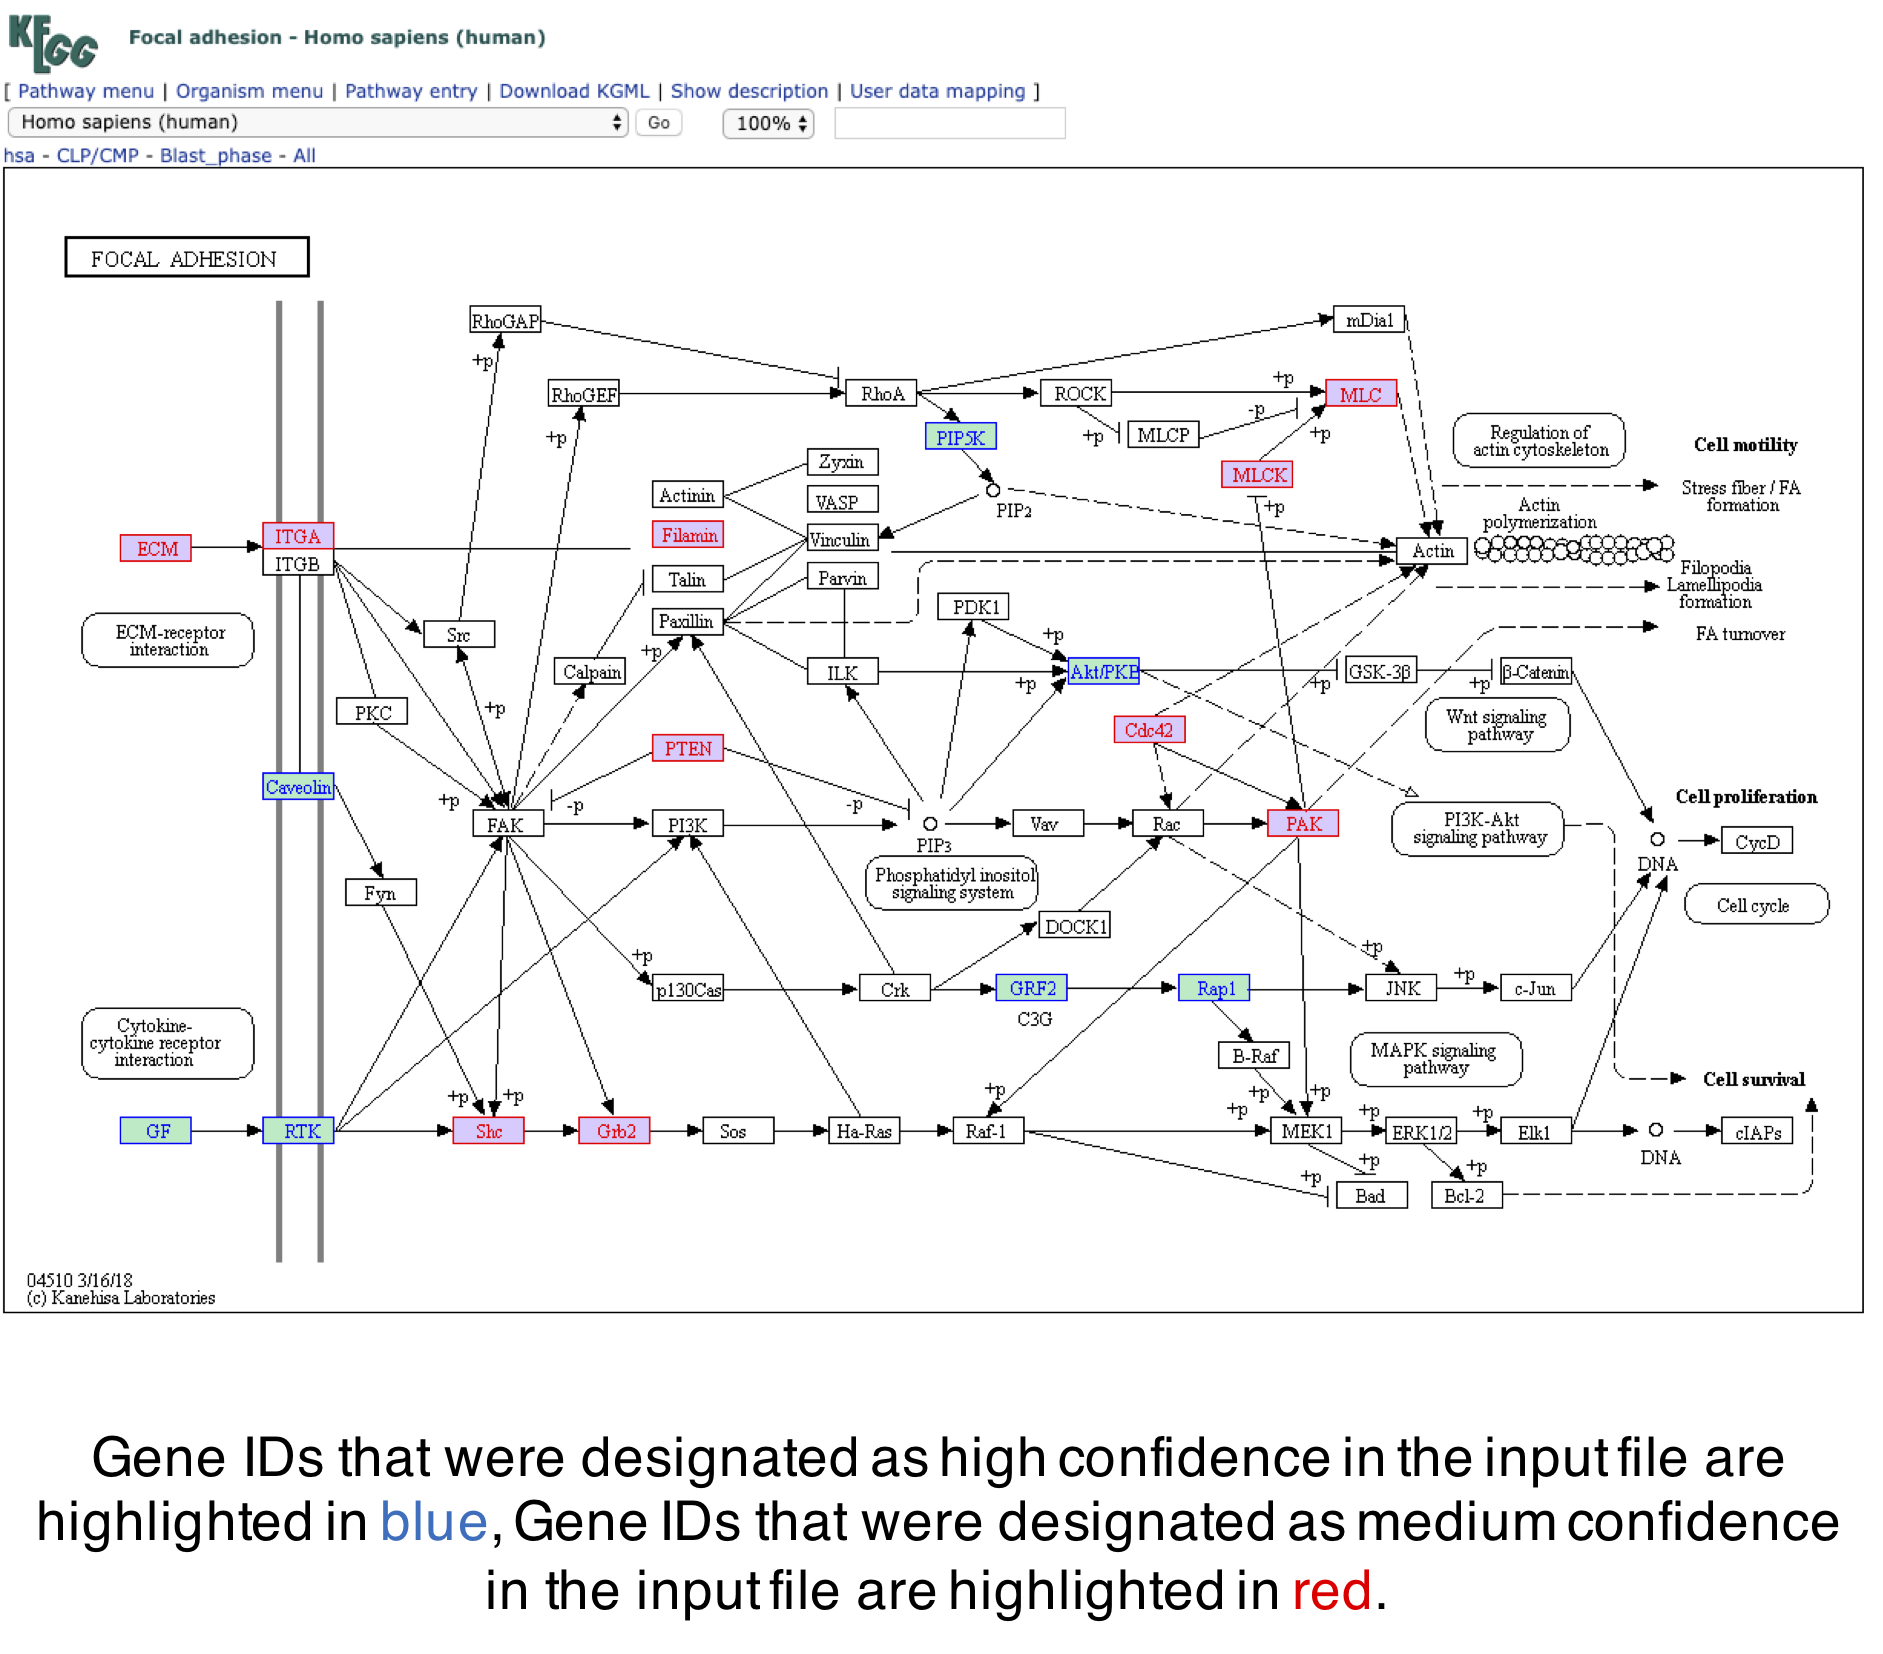 KEGG
Focal adhesion - Homo sapiens (human)
[ Pathway menu | Organism menu | Pathway entry | Download KGML | Show description | User data mapping ]
Homo sapiens (human)
Go
100%
hsa - CLP/CMP - Blast_phase - All
FOCAL ADHESION
RhoGAP
mDia1
+p
RhoGEF
RhoA
ROCK
+p
MLC
-p
+p
PIP5K
+p
MLCP
+p
Regulation of
actin cytoskeleton
Cell motility
Zyxin
MLCK
Actinin
VASP
PIP2
+p
Stress fiber / FA
formation
Actin
polymerization
ECM
ITGA
ITGB
Filamin
Vinculin
Actin
Talin
Parvin
Filopodia
Lamellipodia
formation
PDK1
ECM-receptor
interaction
Src
Paxillin
+p
+p
FA turnover
Calpain
ILK
Akt/PKB
+p
GSK-3β
+p
β-Catenin
+p
PKC
+p
Cdc42
Wnt signaling
pathway
PTEN
Caveolin
+p
-p
-p
Cell proliferation
FAK
PI3K
PIP3
Vav
Rac
PAK
PI3K-Akt
signaling pathway
CycD
DNA
Fyn
Phosphatidyl inositol
signaling system
Cell cycle
DOCK1
+p
+p
p130Cas
Crk
GRF2
C3G
Rap1
JNK
+p
c-Jun
Cytokine-
cytokine receptor
interaction
B-Raf
MAPK signaling
pathway
Cell survival
+p
+p
+p
+p
+p
+p
+p
+p
GF
RTK
Shc
Grb2
Sos
Ha-Ras
Raf-1
MEK1
ERK1/2
Elk1
DNA
cIAPs
+p
+p
+p
Bad
Bcl-2
04510 3/16/18
(c) Kanehisa Laboratories
Gene IDs that were designated as high confidence in the input file are
highlighted in blue, Gene IDs that were designated as medium confidence
in the input file are highlighted in red.